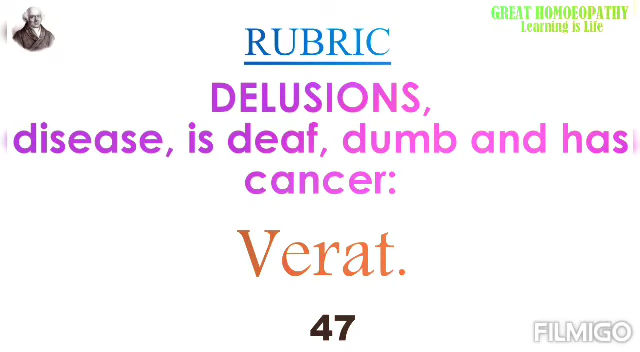 GREAT HOMOEOPATHY
Learning is Life
RUBRIC
DELUSIONS,
disease, is deaf, dumb and has
cancer:
Verat.
47
FILMIGO